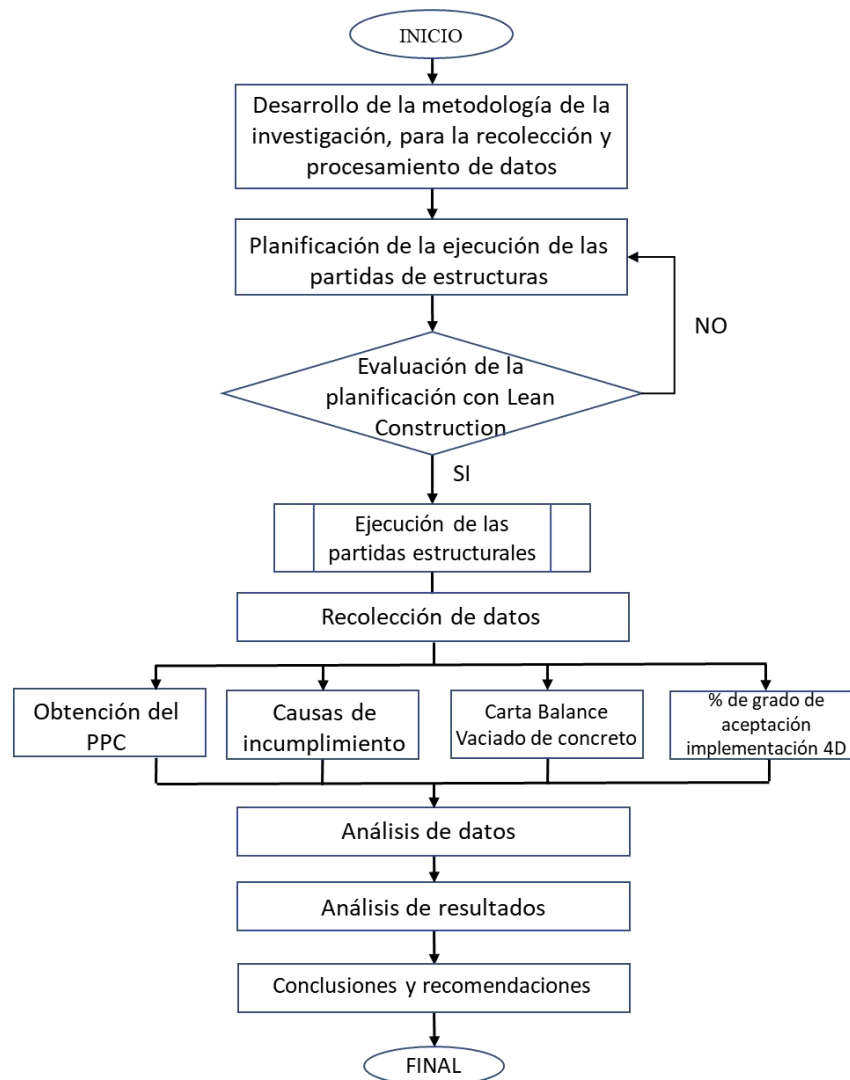 INICIO
Desarrollo de la metodología de la
investigación, para la recolección y
procesamiento de datos
Planificación de la ejecución de las
partidas de estructuras
NO
Evaluación de la
planificación con Lean
Construction
SI
Ejecución de las
partidas estructurales
Recolección de datos
Obtención del
PPC
Causas de
incumplimiento
Carta Balance
Vaciado de concreto
% de grado de
aceptación
implementación 4D
Análisis de datos
Análisis de resultados
Conclusiones y recomendaciones
FINAL